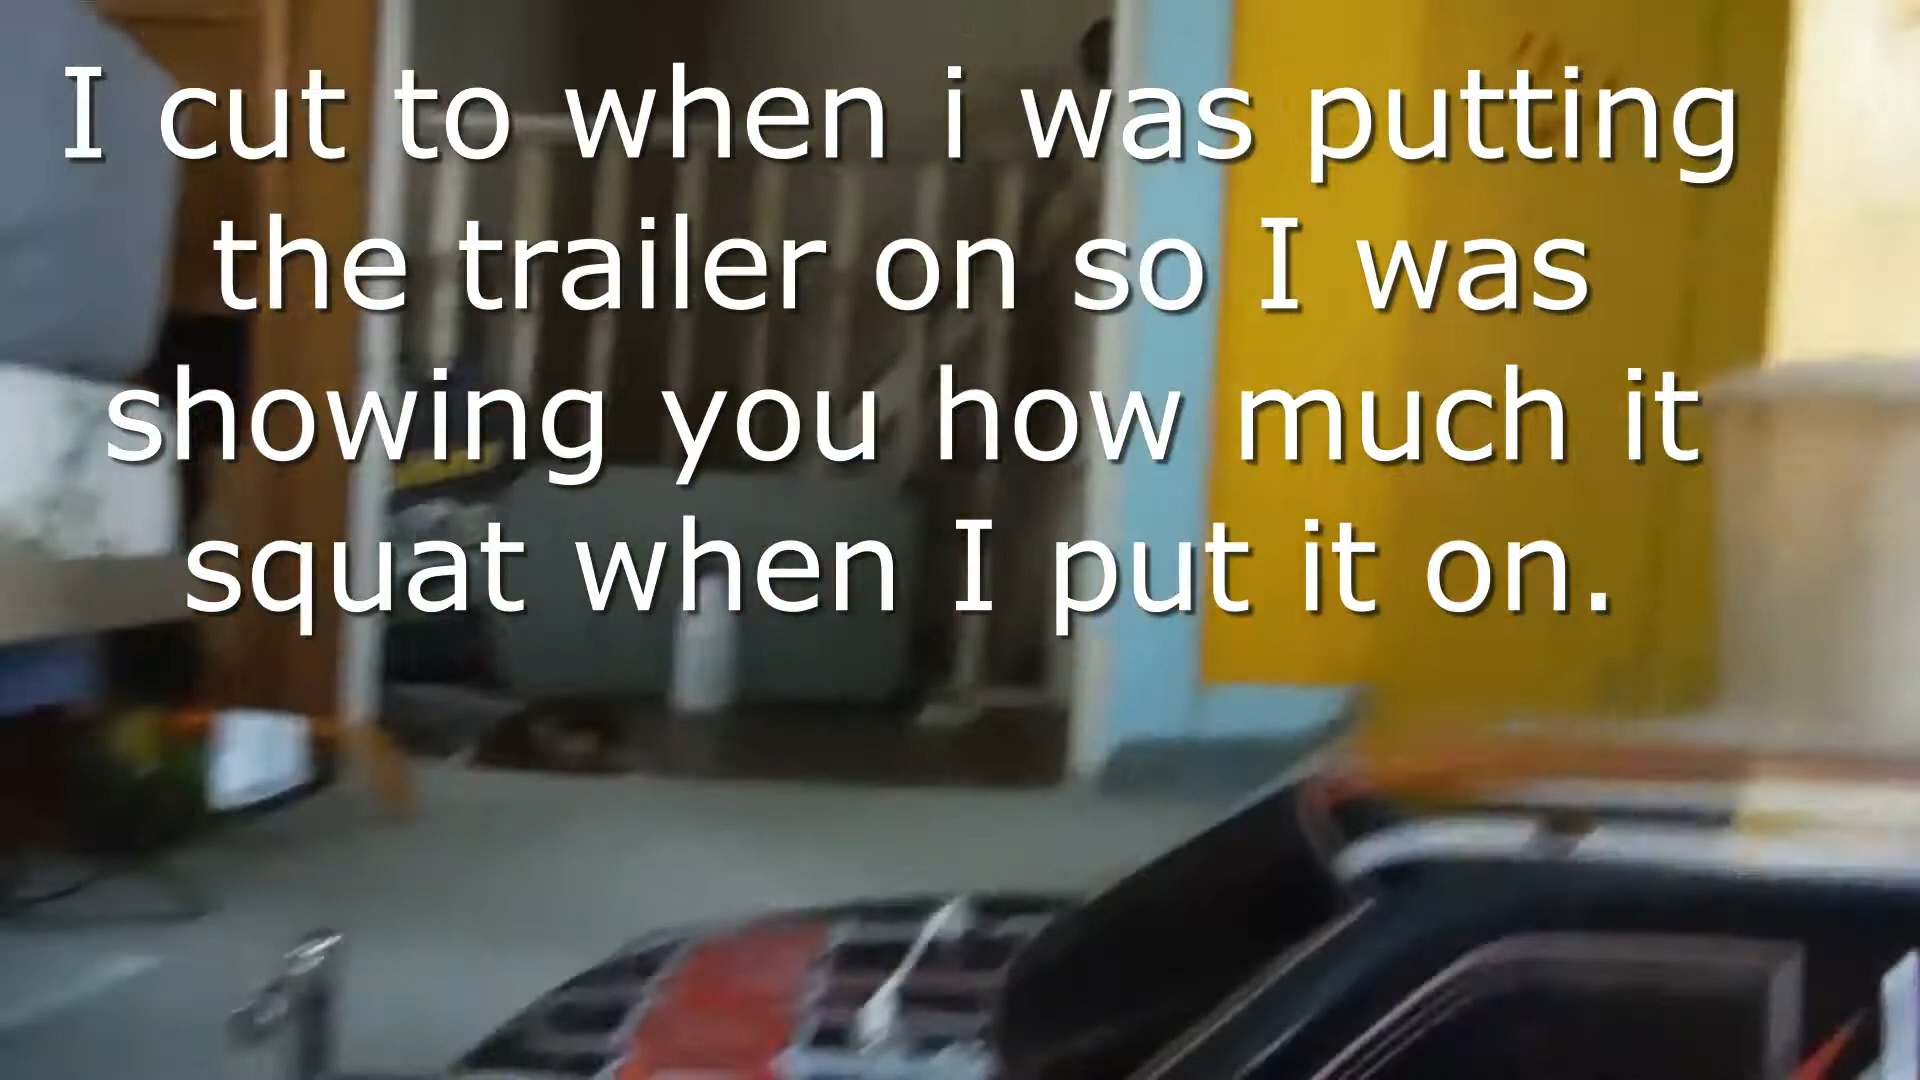 I cut to when i was putting
the trailer on so I was
showing you how much it
squat when I put it on.